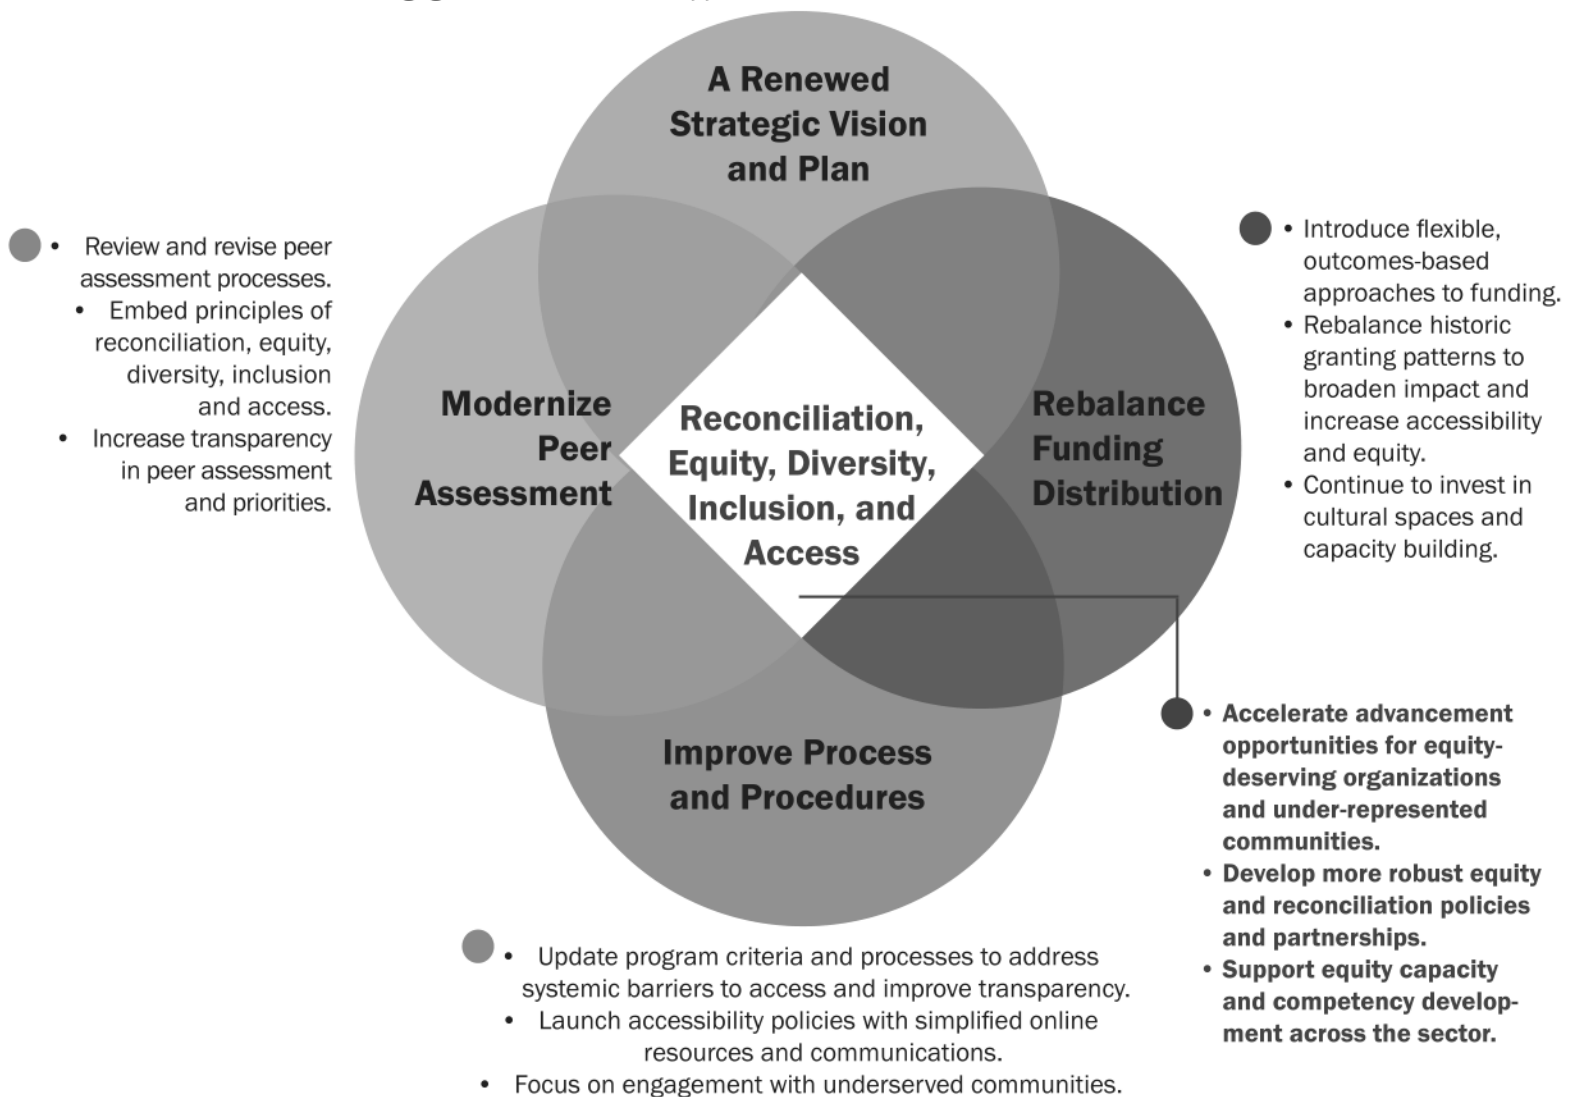 A Renewed
Strategic Vision
and Plan
• Review and revise peer
assessment processes.
• Embed principles of
reconciliation, equity,
diversity, inclusion
and access.
• Increase transparency
in peer assessment
and priorities.
Modernize
Peer
Assessment
Reconciliation,
Equity, Diversity,
Inclusion, and
Access
Rebalance
Funding
Distribution
• Introduce flexible,
outcomes-based
approaches to funding.
• Rebalance historic
granting patterns to
broaden impact and
increase accessibility
and equity.
• Continue to invest in
cultural spaces and
capacity building.
Improve Process
and Procedures
• Accelerate advancement
opportunities for equity-
deserving organizations
and under-represented
communities.
• Develop more robust equity
and reconciliation policies
and partnerships.
• Support equity capacity
and competency develop-
ment across the sector.
• Update program criteria and processes to address
systemic barriers to access and improve transparency.
• Launch accessibility policies with simplified online
resources and communications.
• Focus on engagement with underserved communities.